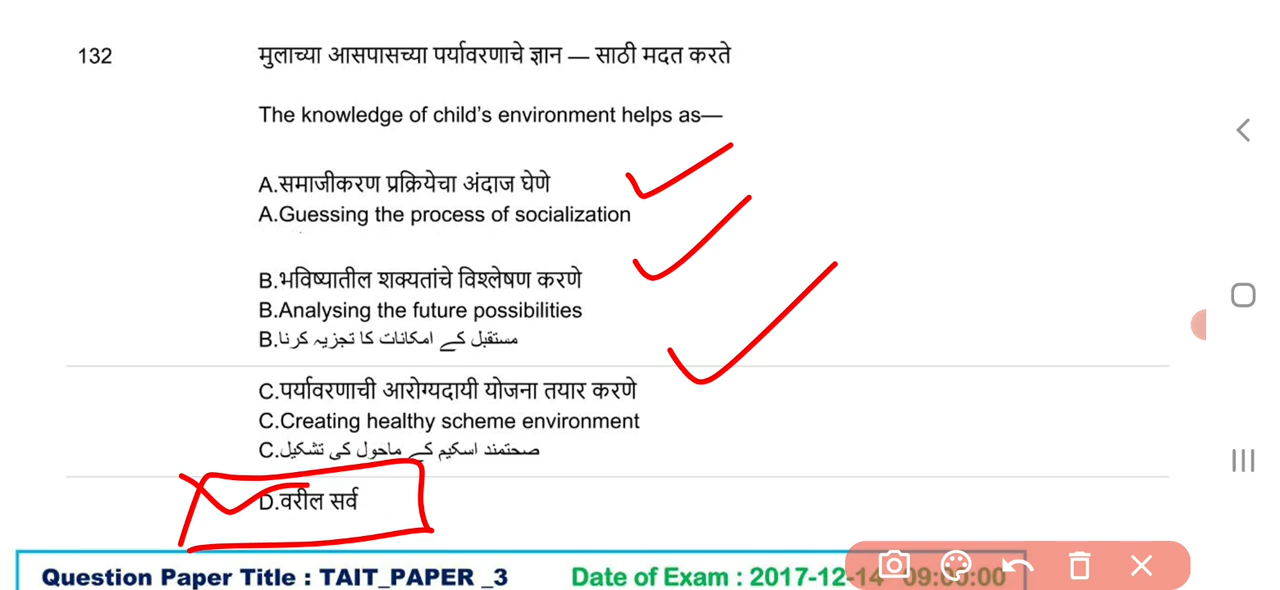 132 मुलाच्या आसपासच्या पर्यावरणाचे ज्ञान — साठी मदत करते
The knowledge of child's environment helps as—
A.समाजीकरण प्रक्रियेचा अंदाज घेणे
A.Guessing the process of socialization
B.भविष्यातील शक्यतांचे विश्लेषण करणे
B.Analysing the future possibilities
B.مستقبل کے امکانات کا تجزیہ کرنا
C.पर्यावरणाची आरोग्यदायी योजना तयार करणे
C.Creating healthy scheme environment
C.صحتمند اسکیم کے ماحول کی تشکیل
D.वरील सर्व
Question Paper Title : TAIT_PAPER _3 Date of Exam : 2017-12-14 09:00:00